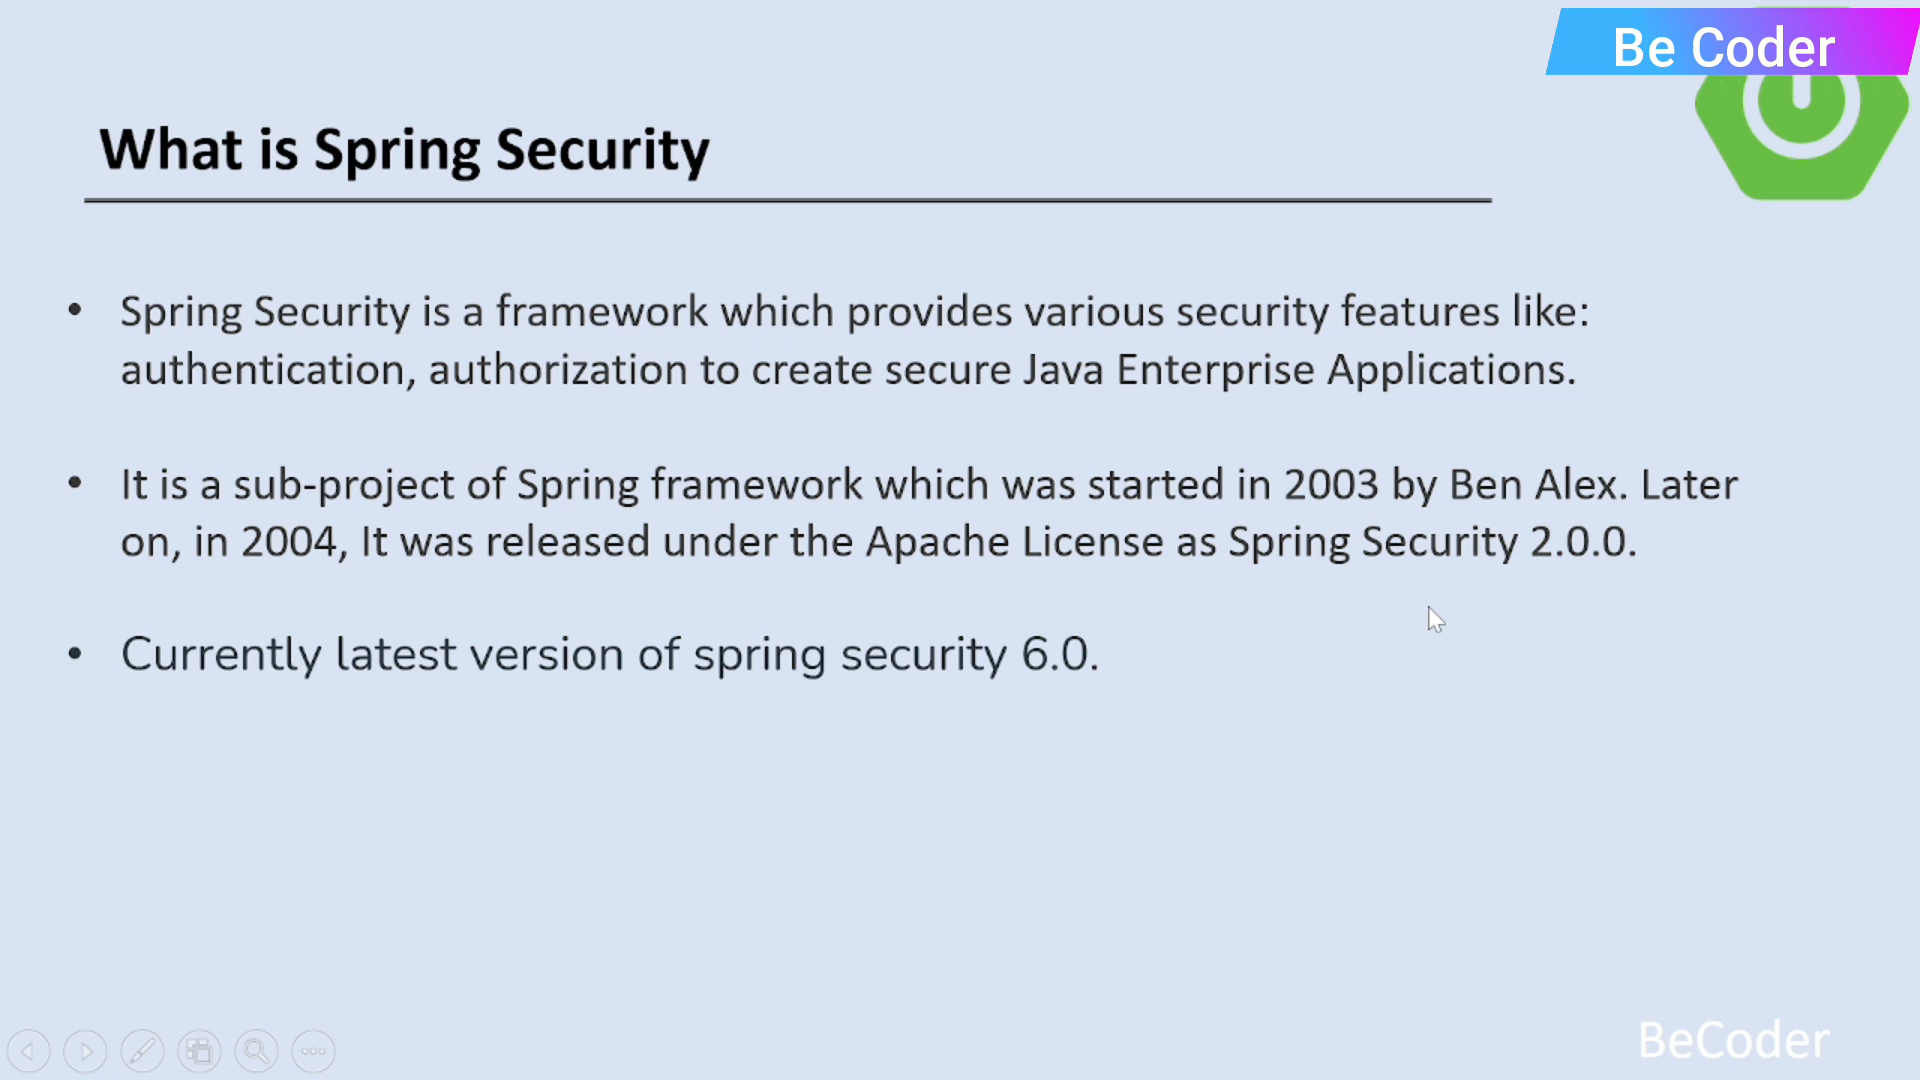 Be Coder
What is Spring Security
• Spring Security is a framework which provides various security features like:
authentication, authorization to create secure Java Enterprise Applications.
• It is a sub-project of Spring framework which was started in 2003 by Ben Alex. Later
on, in 2004, It was released under the Apache License as Spring Security 2.0.0.
• Currently latest version of spring security 6.0.
BeCoder